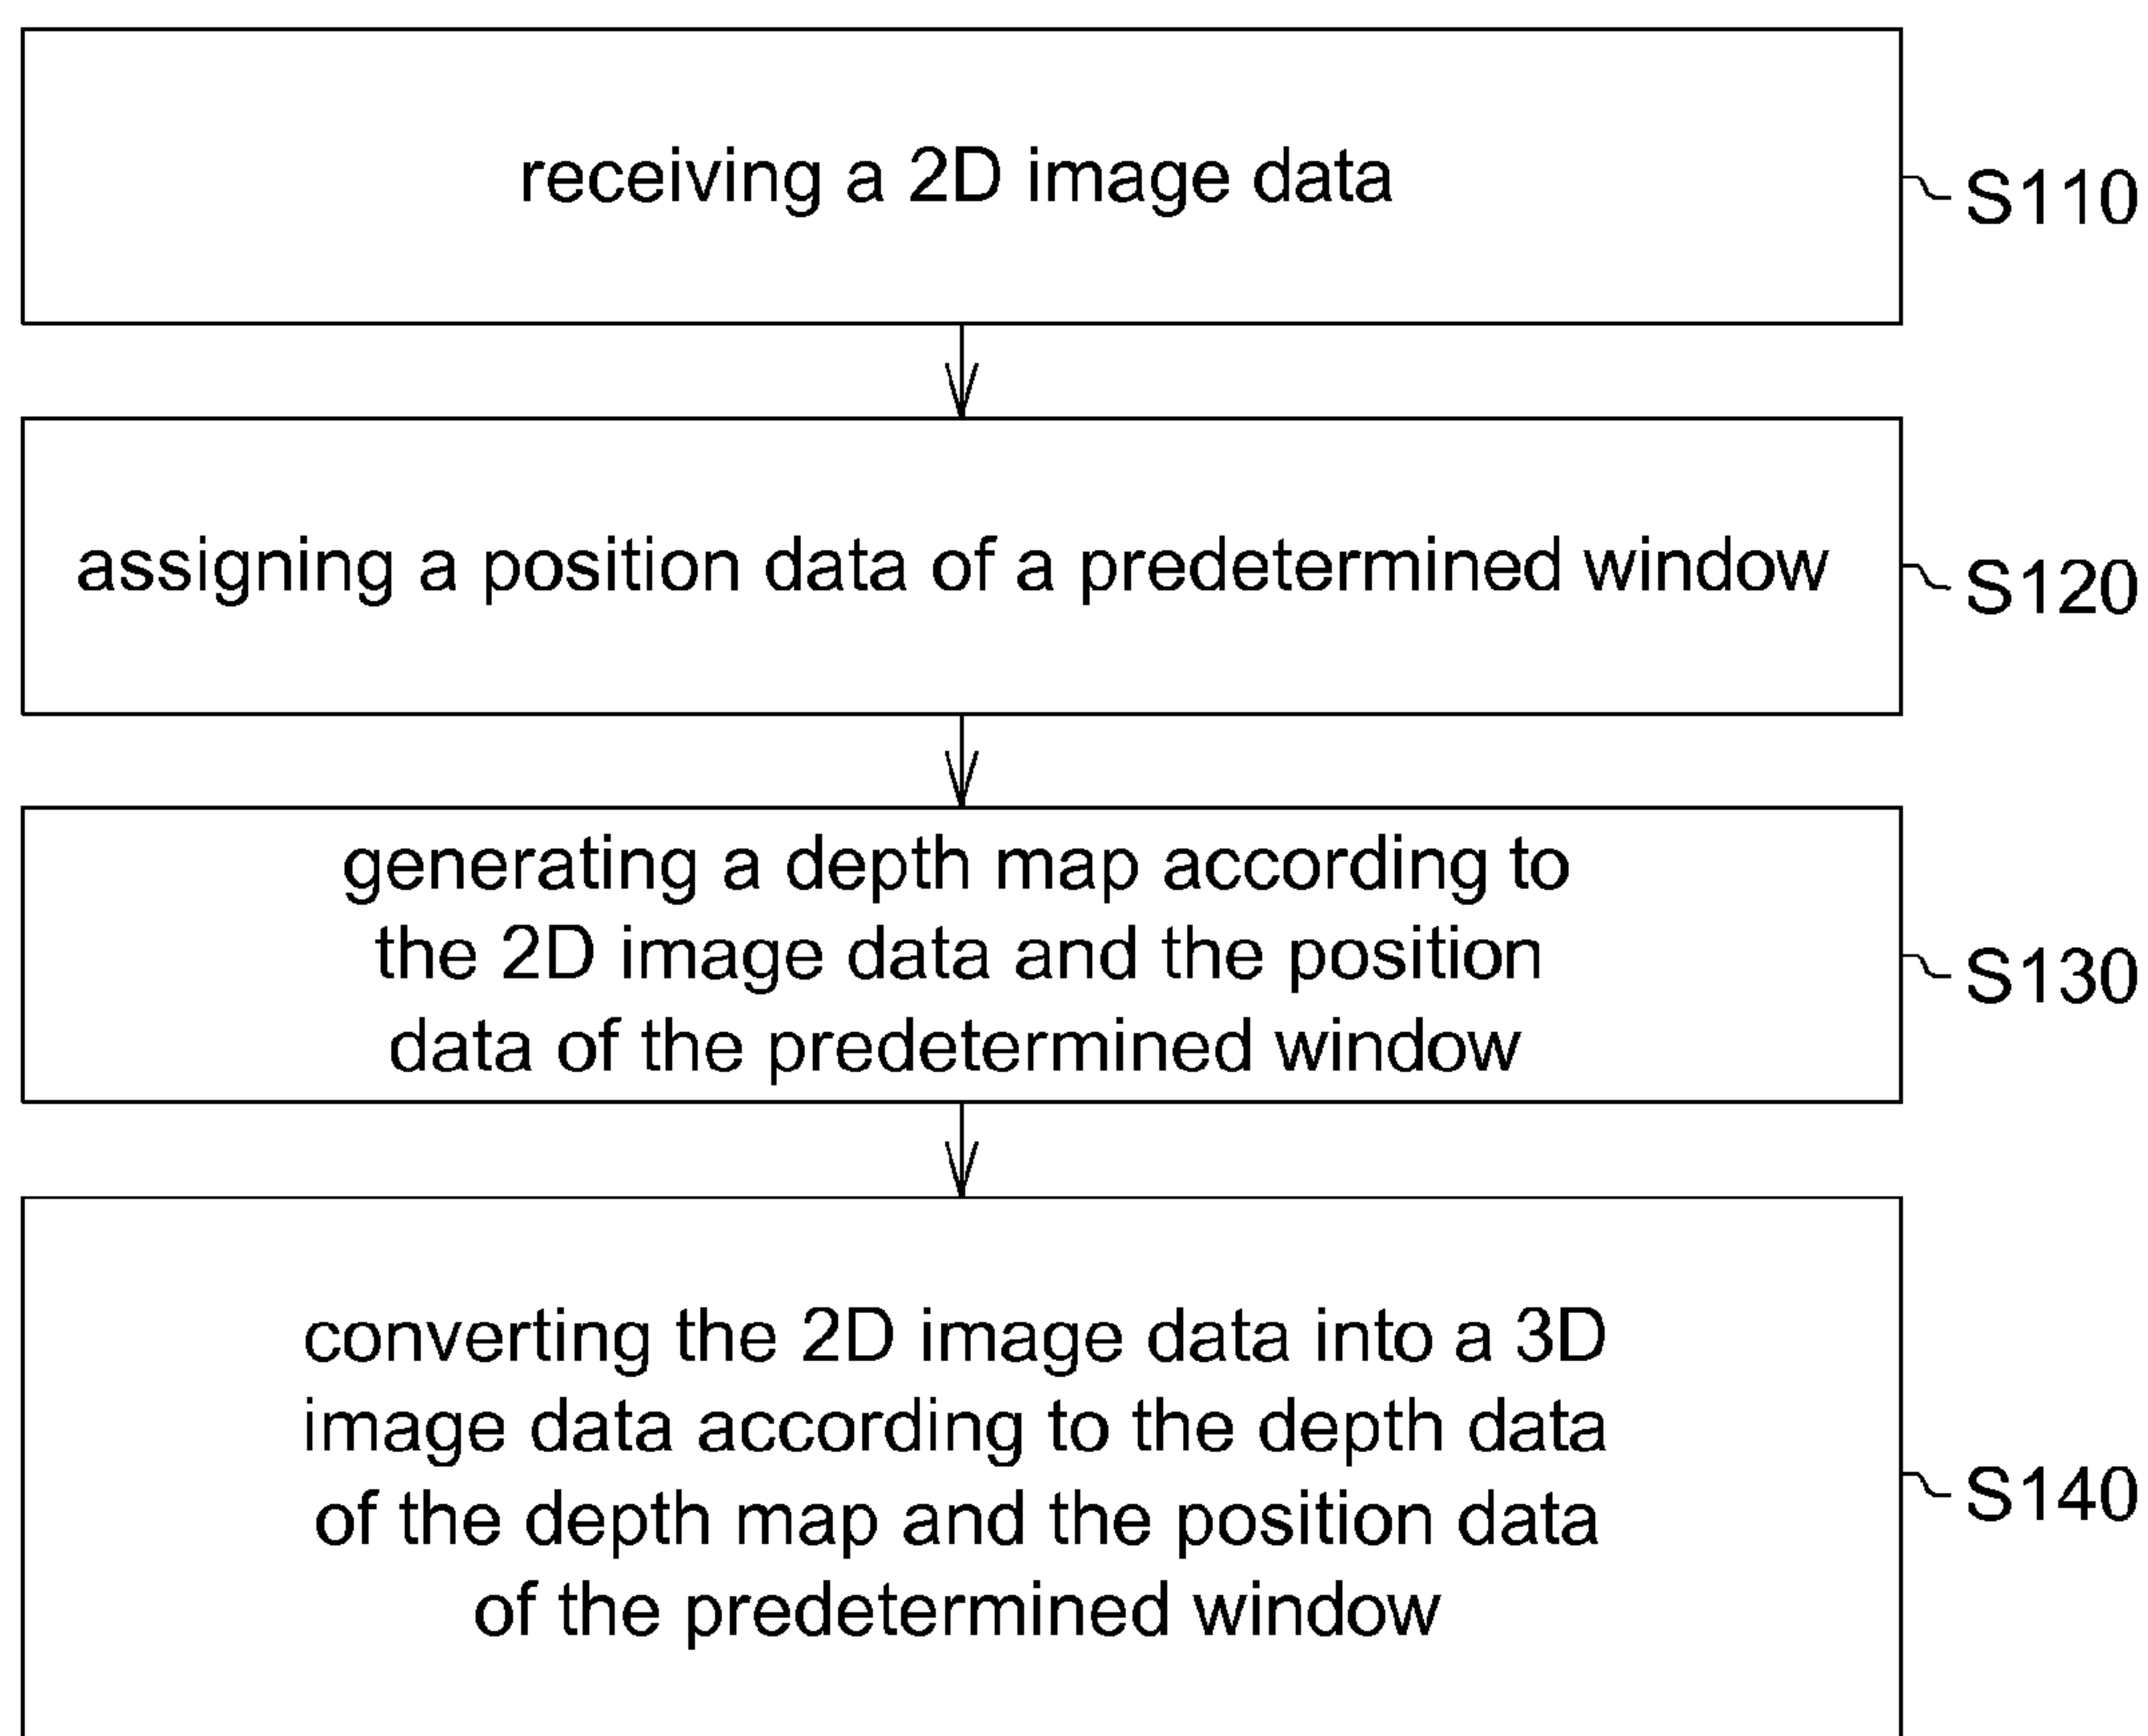 receiving a 2D image data
S110
assigning a position data of a predetermined window
S120
generating a depth map according to
the 2D image data and the position
data of the predetermined window
S130
converting the 2D image data into a 3D
image data according to the depth data
of the depth map and the position data
of the predetermined window
S140